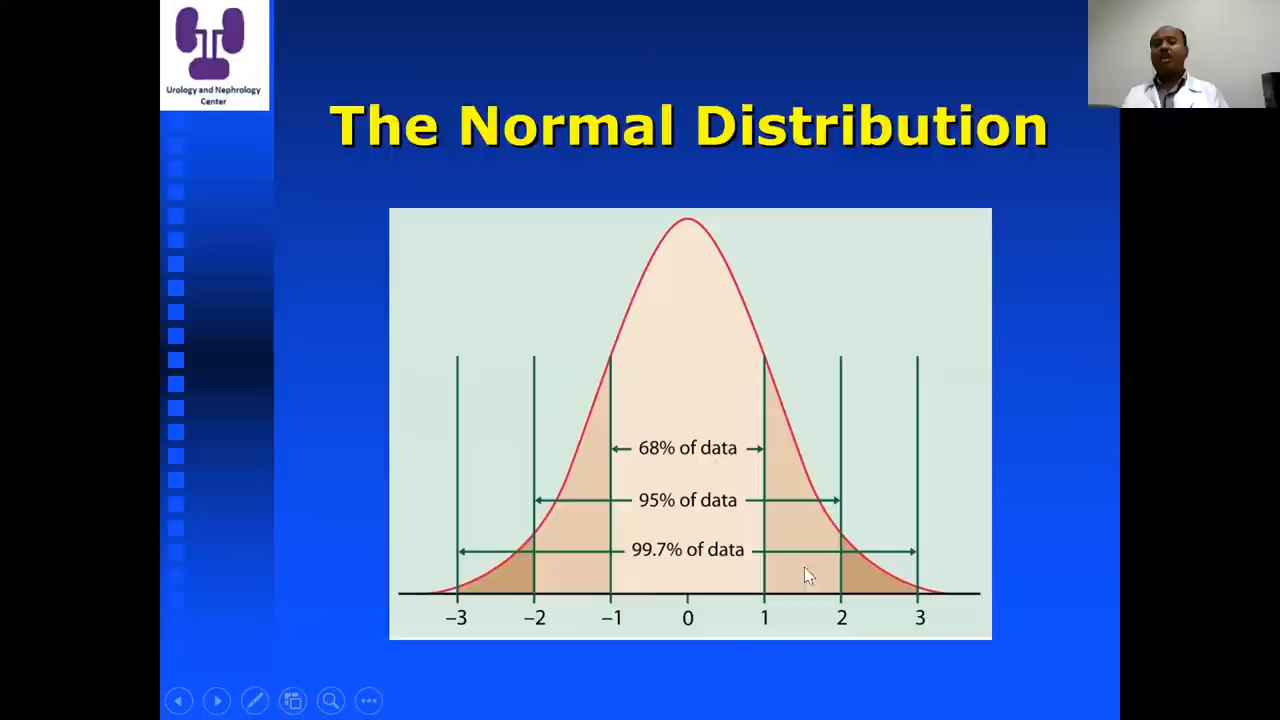 Urology and Nephrology
Center
The Normal Distribution
68% of data
95% of data
99.7% of data
–3 –2 –1 0 1 2 3